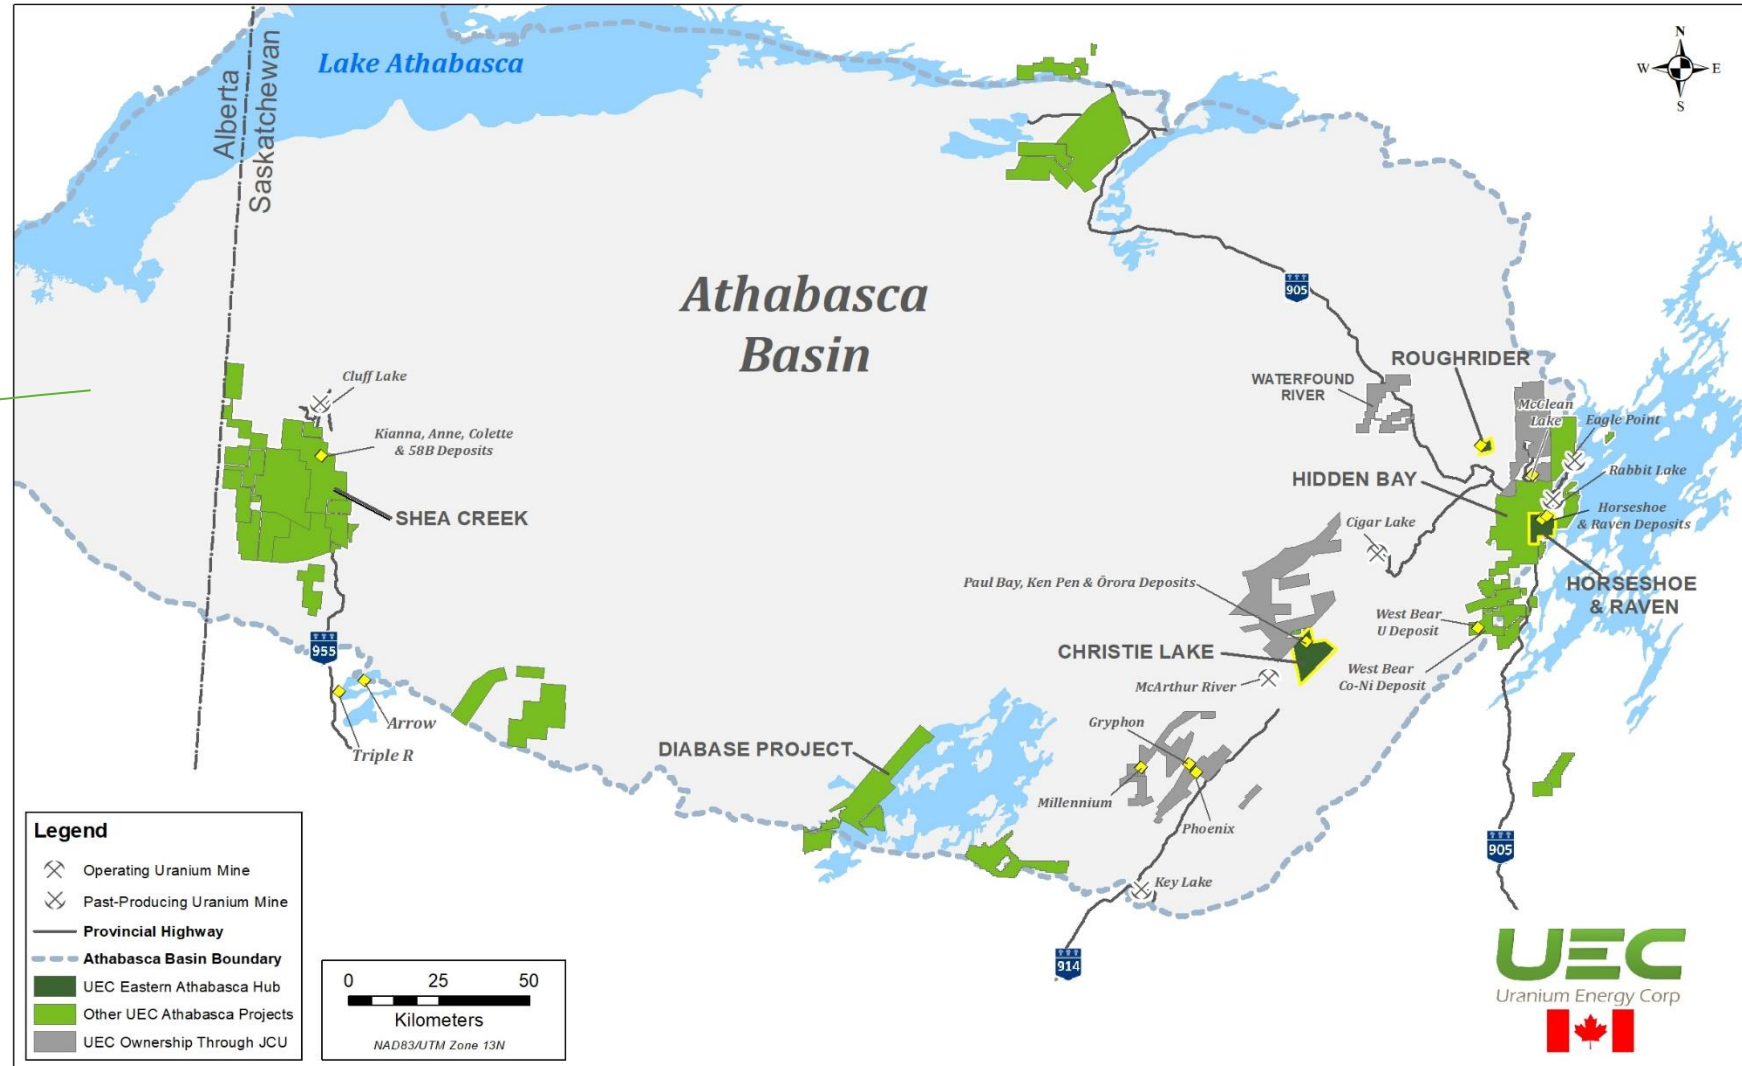 Lake Athabasca
Alberta
Saskatchewan
N
W
E
S
Athabasca
Basin
905
ROUGHRIDER
WATERFOUND
RIVER
McClean
Lake
Eagle Point
Rabbit Lake
HIDDEN BAY
Horseshoe
& Raven Deposits
Cigar Lake
HORSESHOE
& RAVEN
Cluff Lake
Kianna, Anne, Colette
& 58B Deposits
SHEA CREEK
Paul Bay, Ken Pen & Ōrora Deposits
West Bear
U Deposit
CHRISTIE LAKE
West Bear
Co-Ni Deposit
McArthur River
955
Arrow
Triple R
DIABASE PROJECT
Gryphon
Millennium
Phoenix
Key Lake
914
905
Legend
Operating Uranium Mine
Past-Producing Uranium Mine
Provincial Highway
Athabasca Basin Boundary
UEC Eastern Athabasca Hub
Other UEC Athabasca Projects
UEC Ownership Through JCU
0 25 50
Kilometers
NAD83/UTM Zone 13N
UEC
Uranium Energy Corp